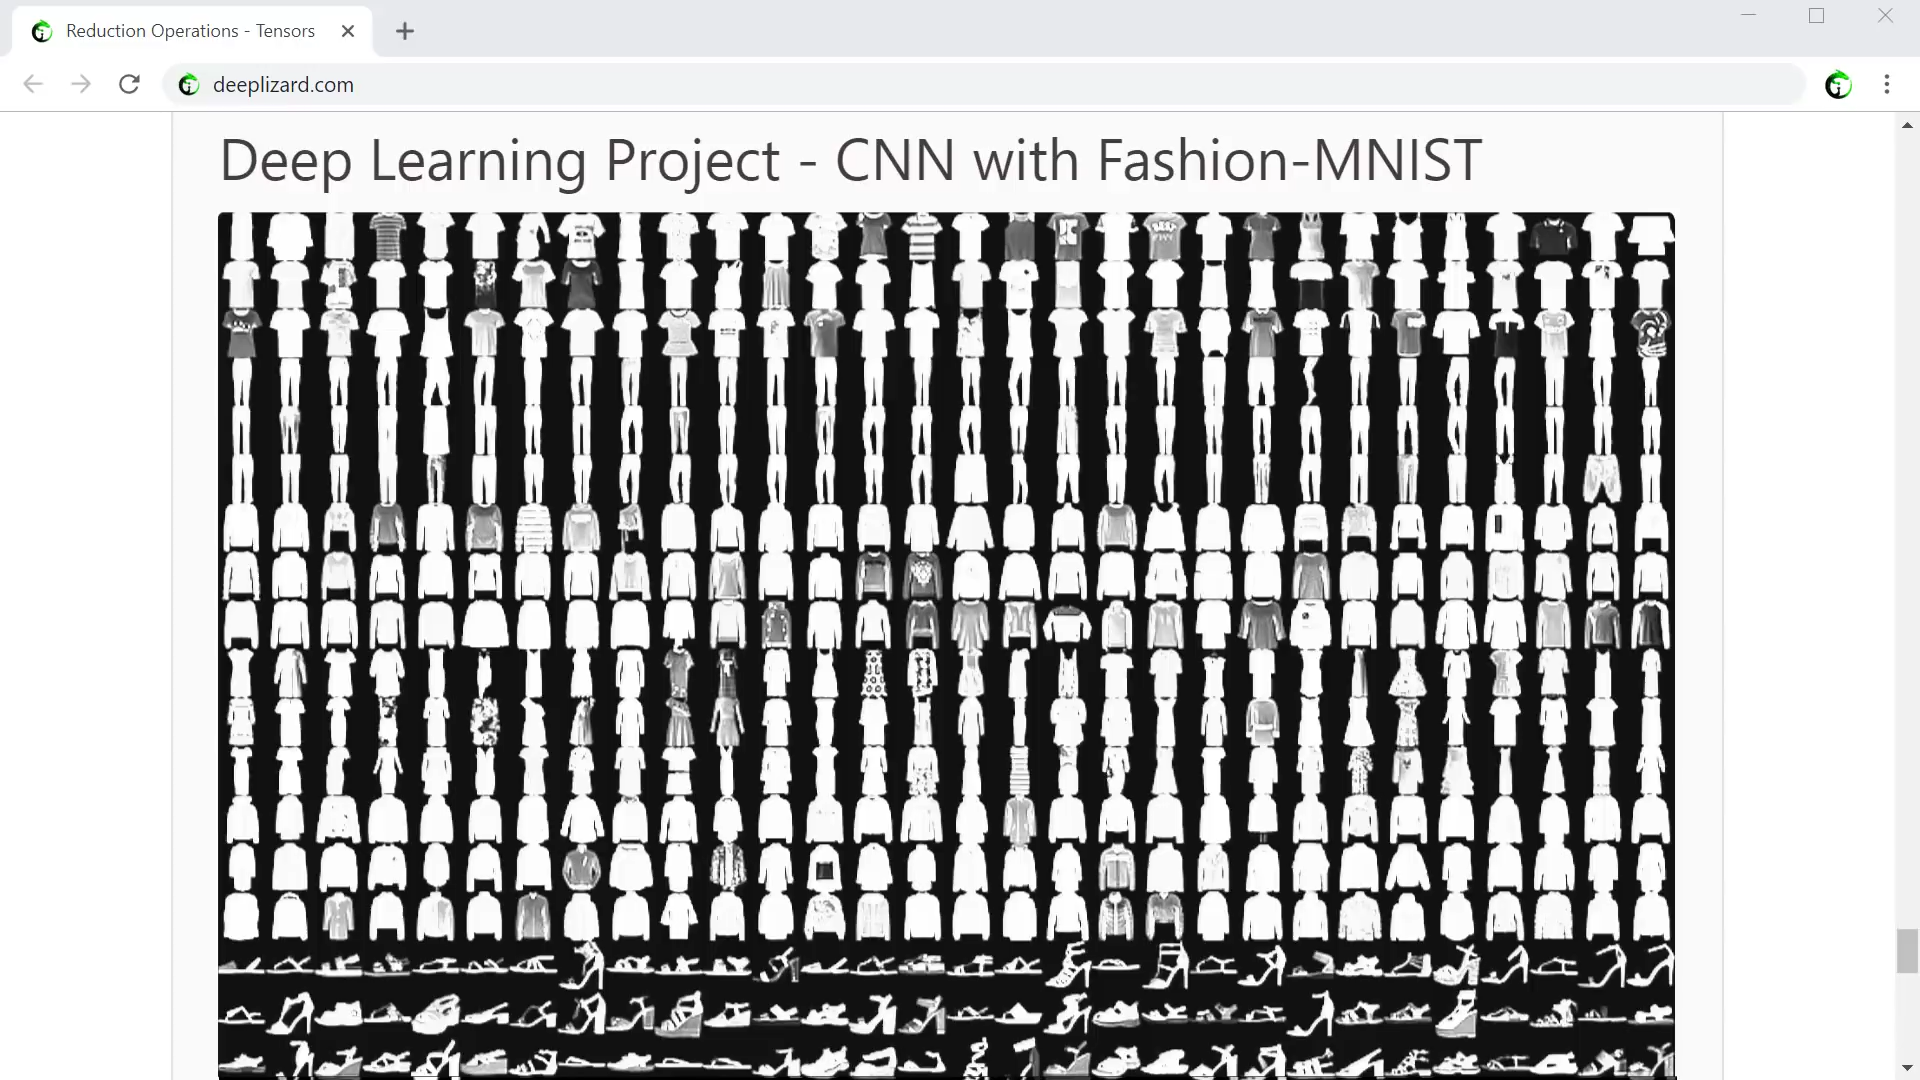 Reduction Operations - Tensors
deeplizard.com
Deep Learning Project - CNN with Fashion-MNIST